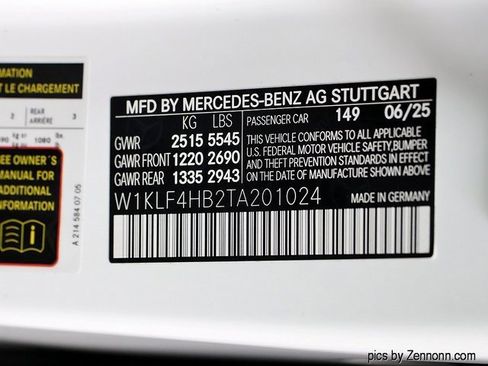 MFD BY MERCEDES-BENZ AG STUTTGART
KG LBS PASSENGER CAR 149 06/25
GVWR 2515 5545
GAWR FRONT 1220 2690
GAWR REAR 1335 2943
THIS VEHICLE CONFORMS TO ALL APPLICABLE
U.S. FEDERAL MOTOR VEHICLE SAFETY, BUMPER
AND THEFT PREVENTION STANDARDS IN EFFECT
ON THE DATE OF MANUFACTURE SHOWN ABOVE
W1KLF4HB2TA201024 MADE IN GERMANY
MATION
T LE CHARGEMENT
2 REAR ARRIÈRE 3
kg or 1080
EE OWNER´S
MANUAL FOR
ADDITIONAL
NFORMATION
A 214 584 07 05
pics by Zennonn.com